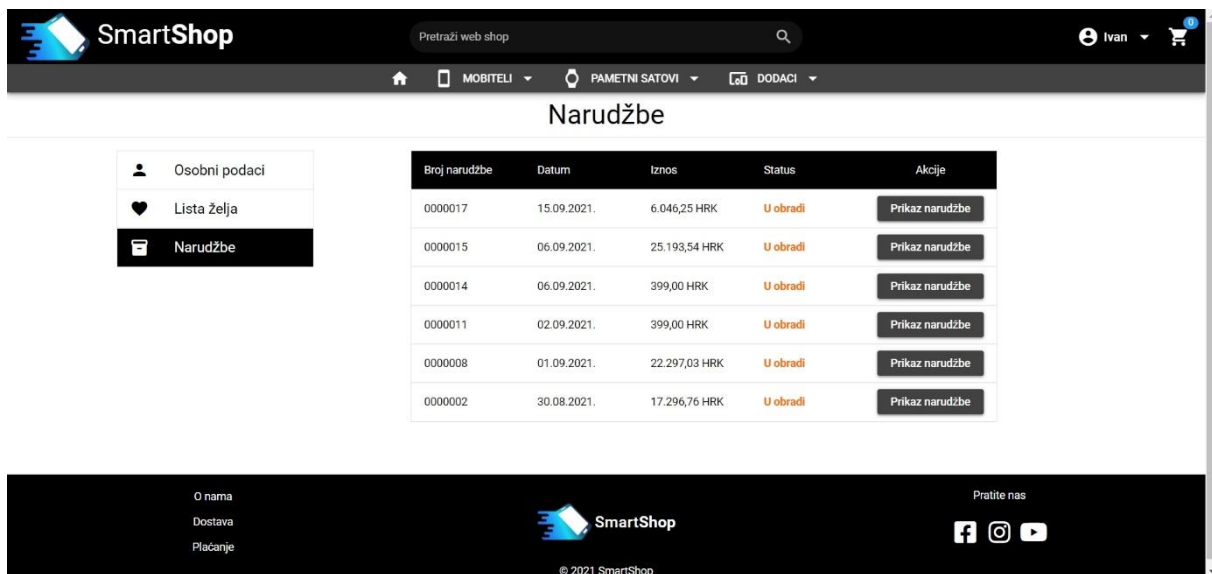 SmartShop
Pretraži web shop
Ivan
0
MOBITELI
PAMETNI SATOVI
DODACI
Narudžbe
Osobni podaci
Lista želja
Narudžbe
Broj narudžbe Datum Iznos Status Akcije
0000017 15.09.2021. 6.046,25 HRK U obradi Prikaz narudžbe
0000015 06.09.2021. 25.193,54 HRK U obradi Prikaz narudžbe
0000014 06.09.2021. 399,00 HRK U obradi Prikaz narudžbe
0000011 02.09.2021. 399,00 HRK U obradi Prikaz narudžbe
0000008 01.09.2021. 22.297,03 HRK U obradi Prikaz narudžbe
0000002 30.08.2021. 17.296,76 HRK U obradi Prikaz narudžbe
O nama
Dostava
Plaćanje
SmartShop
© 2021 SmartShop
Pratite nas